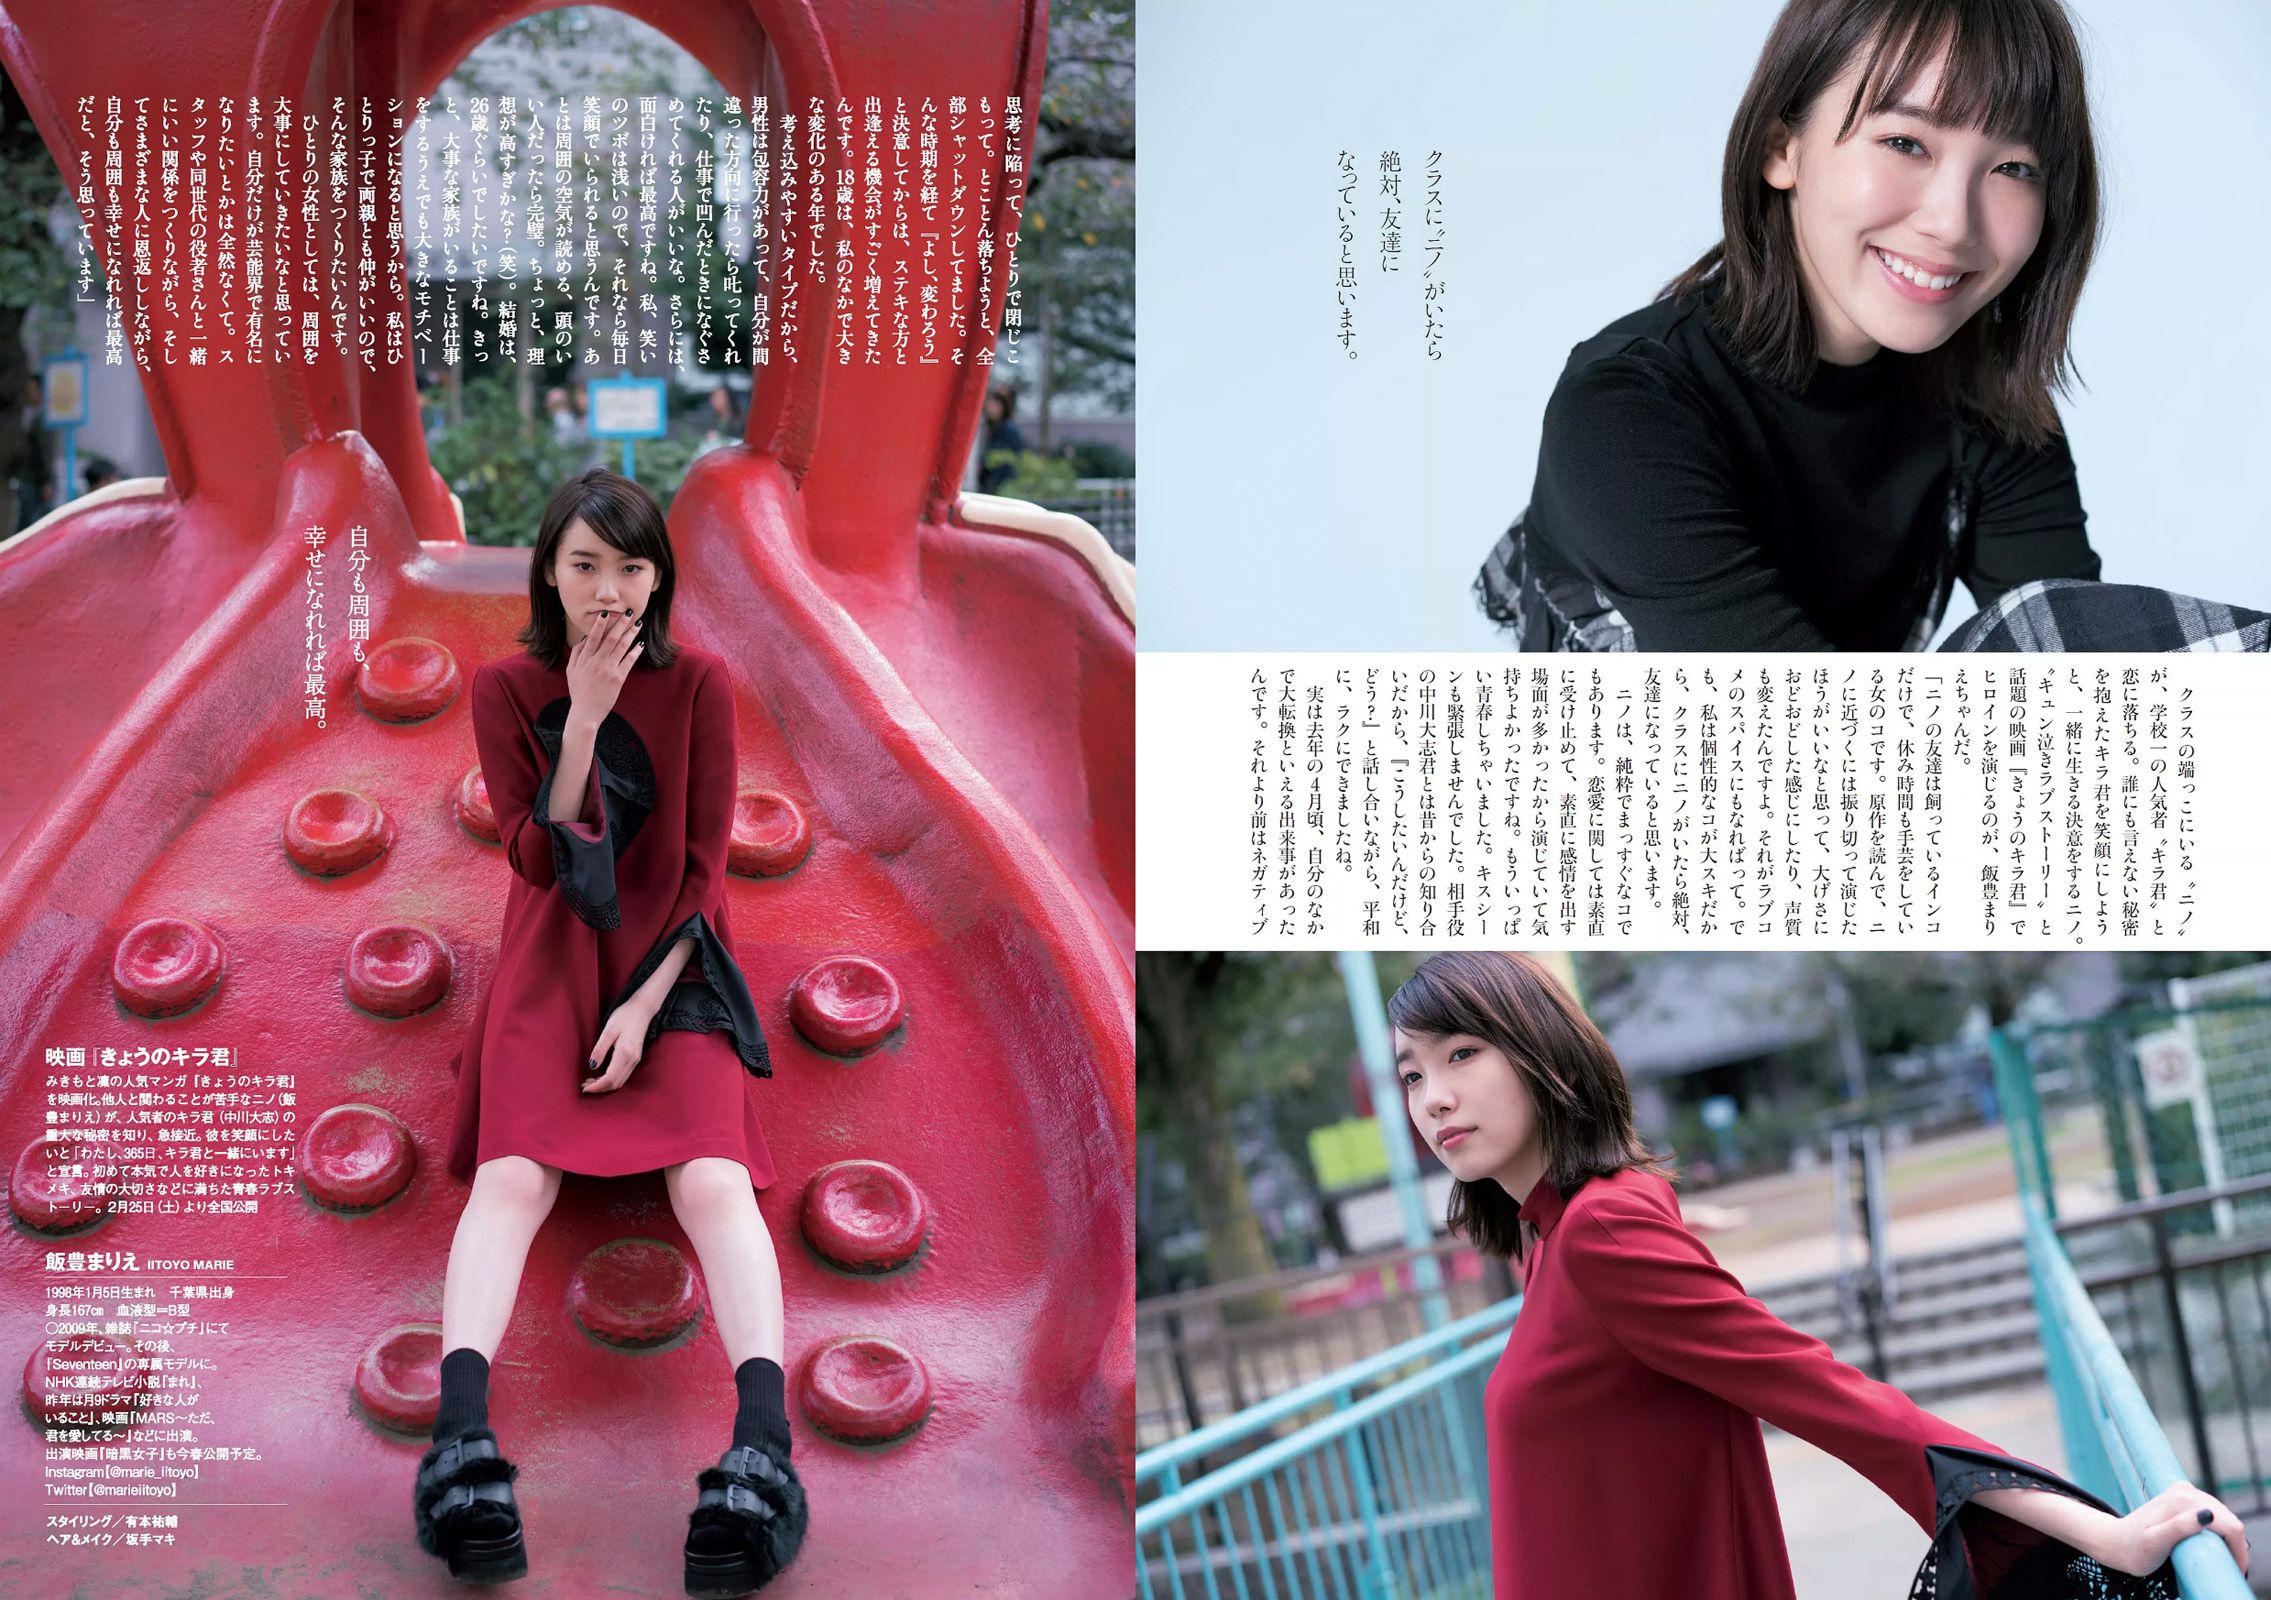 クラスに〝ニノ〟がいたら
絶対、友達に
なっていると思います。
クラスの端っこにいる〝ニノ〟
が、学校一の人気者〝キラ君〟と
恋に落ちる。誰にも言えない秘密
を抱えたキラ君を笑顔にしよう
と、一緒に生きる決意をするニノ。
〝キュン泣きラブストーリー〟と
話題の映画『きょうのキラ君』で
ヒロインを演じるのが、飯豊まり
えちゃんだ。
「ニノの友達は飼っているインコ
だけで、休み時間も手芸をしてい
る女のコです。原作を読んで、ニ
ノに近づくには振り切って演じた
ほうがいいなと思って、大げさに
おどおどした感じにしたり、声質
も変えたんですよ。それがラブコ
メのスパイスにもなればって。で
も、私は個性的なコが大スキだか
ら、クラスにニノがいたら絶対、
友達になっていると思います。
ニノは、純粋でまっすぐなコで
もあります。恋愛に関しては素直
に受け止めて、素直に感情を出す
場面が多かったから演じていて気
持ちよかったですね。もういっぱ
い青春しちゃいました。キスシー
ンも緊張しませんでした。相手役
の中川大志君とは昔からの知り合
いだから、『こうしたいんだけど、
どう？』と話し合いながら、平和
に、ラクにできましたね。
実は去年の4月頃、自分のなか
で大転換といえる出来事があった
んです。それより前はネガティブ
思考に陥って、ひとりで閉じこ
もって。とことん落ちようと、全
部シャットダウンしてました。そ
んな時期を経て『よし、変わろう』
と決意してからは、ステキな方と
出逢える機会がすごく増えてきた
んです。18歳は、私のなかで大き
な変化のある年でした。
考え込みやすいタイプだから、
男性は包容力があって、自分が間
違った方向に行ったら叱ってくれ
たり、仕事で凹んだときになぐさ
めてくれる人がいいな。さらには、
面白ければ最高ですね。私、笑い
のツボは浅いので、それなら毎日
笑顔でいられると思うんです。あ
とは周囲の空気が読める、頭のい
い人だったら完璧。ちょっと、理
想が高すぎかな？（笑）。結婚は、
26歳ぐらいでしたいですね。きっ
と、大事な家族がいることは仕事
をするうえでも大きなモチベー
ションになると思うから。私はひ
とりっ子で両親とも仲がいいので、
そんな家族をつくりたいんです。
ひとりの女性としては、周囲を
大事にしていきたいなと思ってい
ます。自分だけが芸能界で有名に
なりたいとかは全然なくて。ス
タッフや同世代の役者さんと一緒
にいい関係をつくりながら、そし
てさまざまな人に恩返ししながら、
自分も周囲も幸せになれれば最高
だと、そう思っています」
自分も周囲も、
幸せになれれば最高。
映画『きょうのキラ君』
みきもと凜の人気マンガ『きょうのキラ君』
を映画化。他人と関わることが苦手なニノ（飯
豊まりえ）が、人気者のキラ君（中川大志）の
重大な秘密を知り、急接近。彼を笑顔にした
いと「わたし、365日、キラ君と一緒にいます」
と宣言。初めて本気で人を好きになったトキ
メキ、友情の大切さなどに満ちた青春ラブス
トーリー。2月25日（土）より全国公開
飯豊まりえ IITOYO MARIE
1998年1月5日生まれ 千葉県出身
身長167cm 血液型＝B型
○2009年、雑誌『ニコ☆プチ』にて
モデルデビュー。その後、
『Seventeen』の専属モデルに。
NHK連続テレビ小説『まれ』、
昨年は月9ドラマ『好きな人が
いること』、映画『MARS～ただ、
君を愛してる～』などに出演。
出演映画『暗黒女子』も今春公開予定。
Instagram【@marie_iitoyo】
Twitter【@marieiitoyo】
スタイリング／有本祐輔
ヘア&メイク／坂手マキ